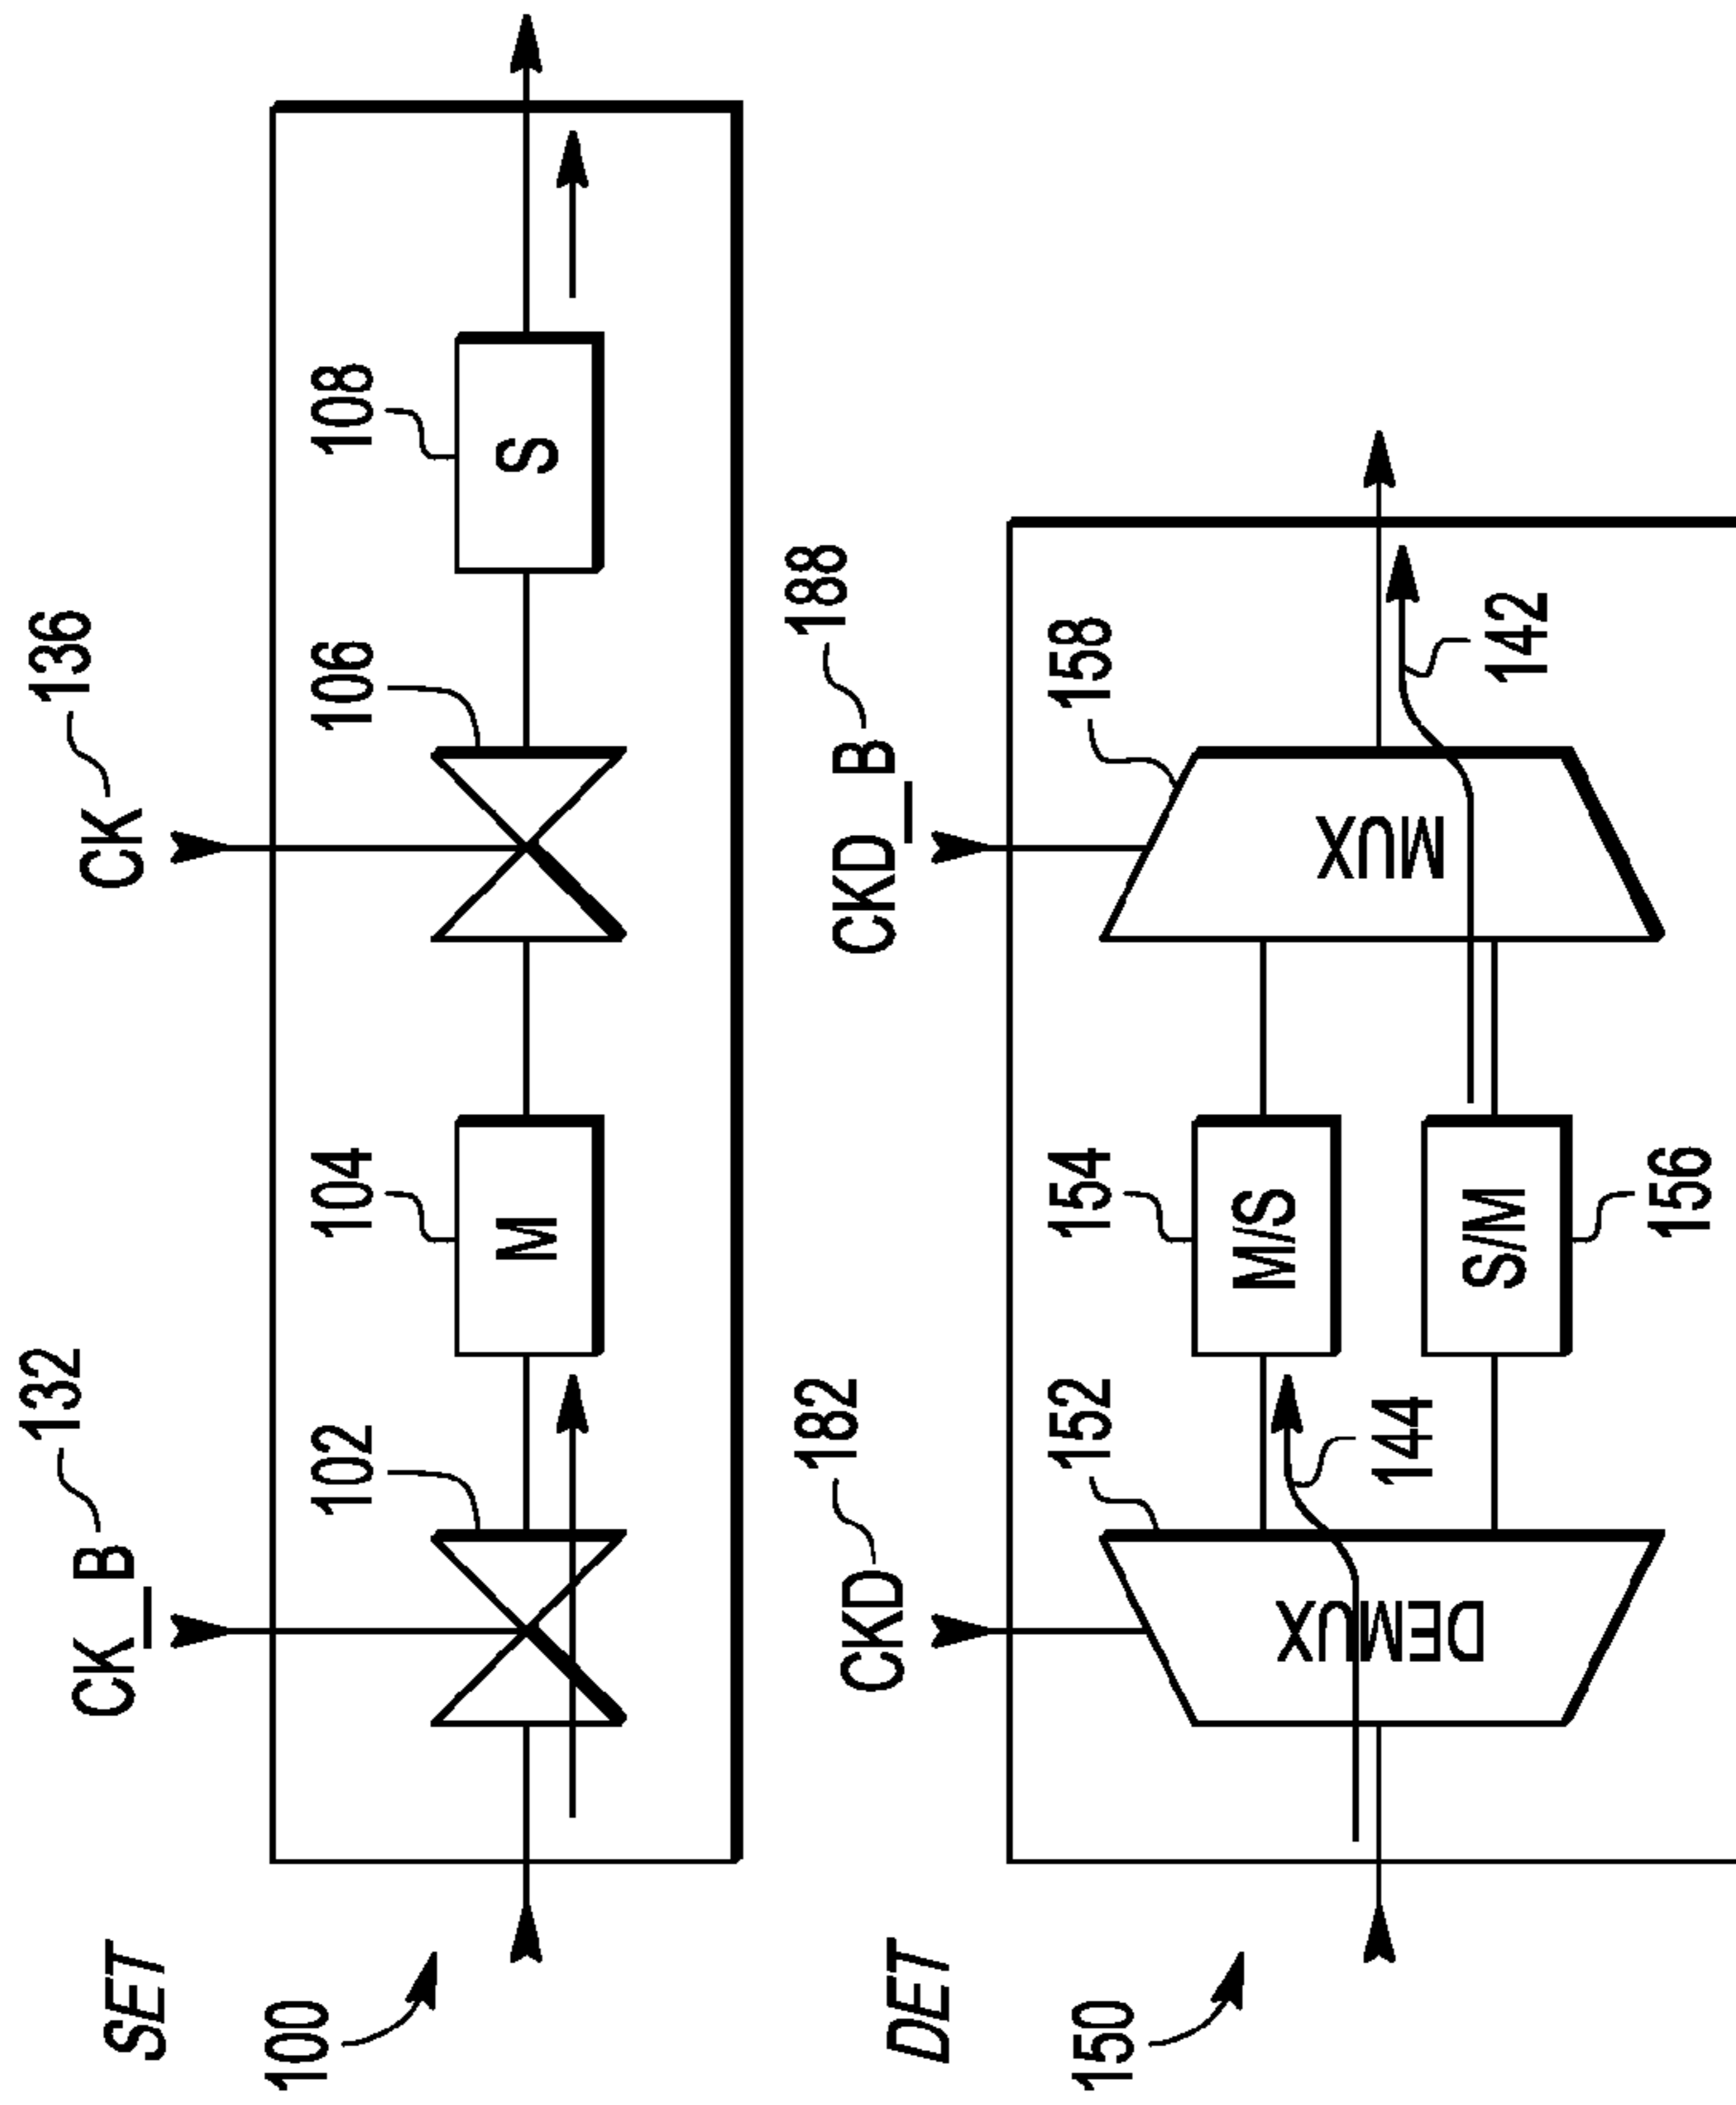 SET
100
CK_B 132
CK 136
102
104
106
108
M
S
DET
150
CKD 182
CKD_B 188
152
154
158
DEMUX
M/S
MUX
S/M
144
142
156